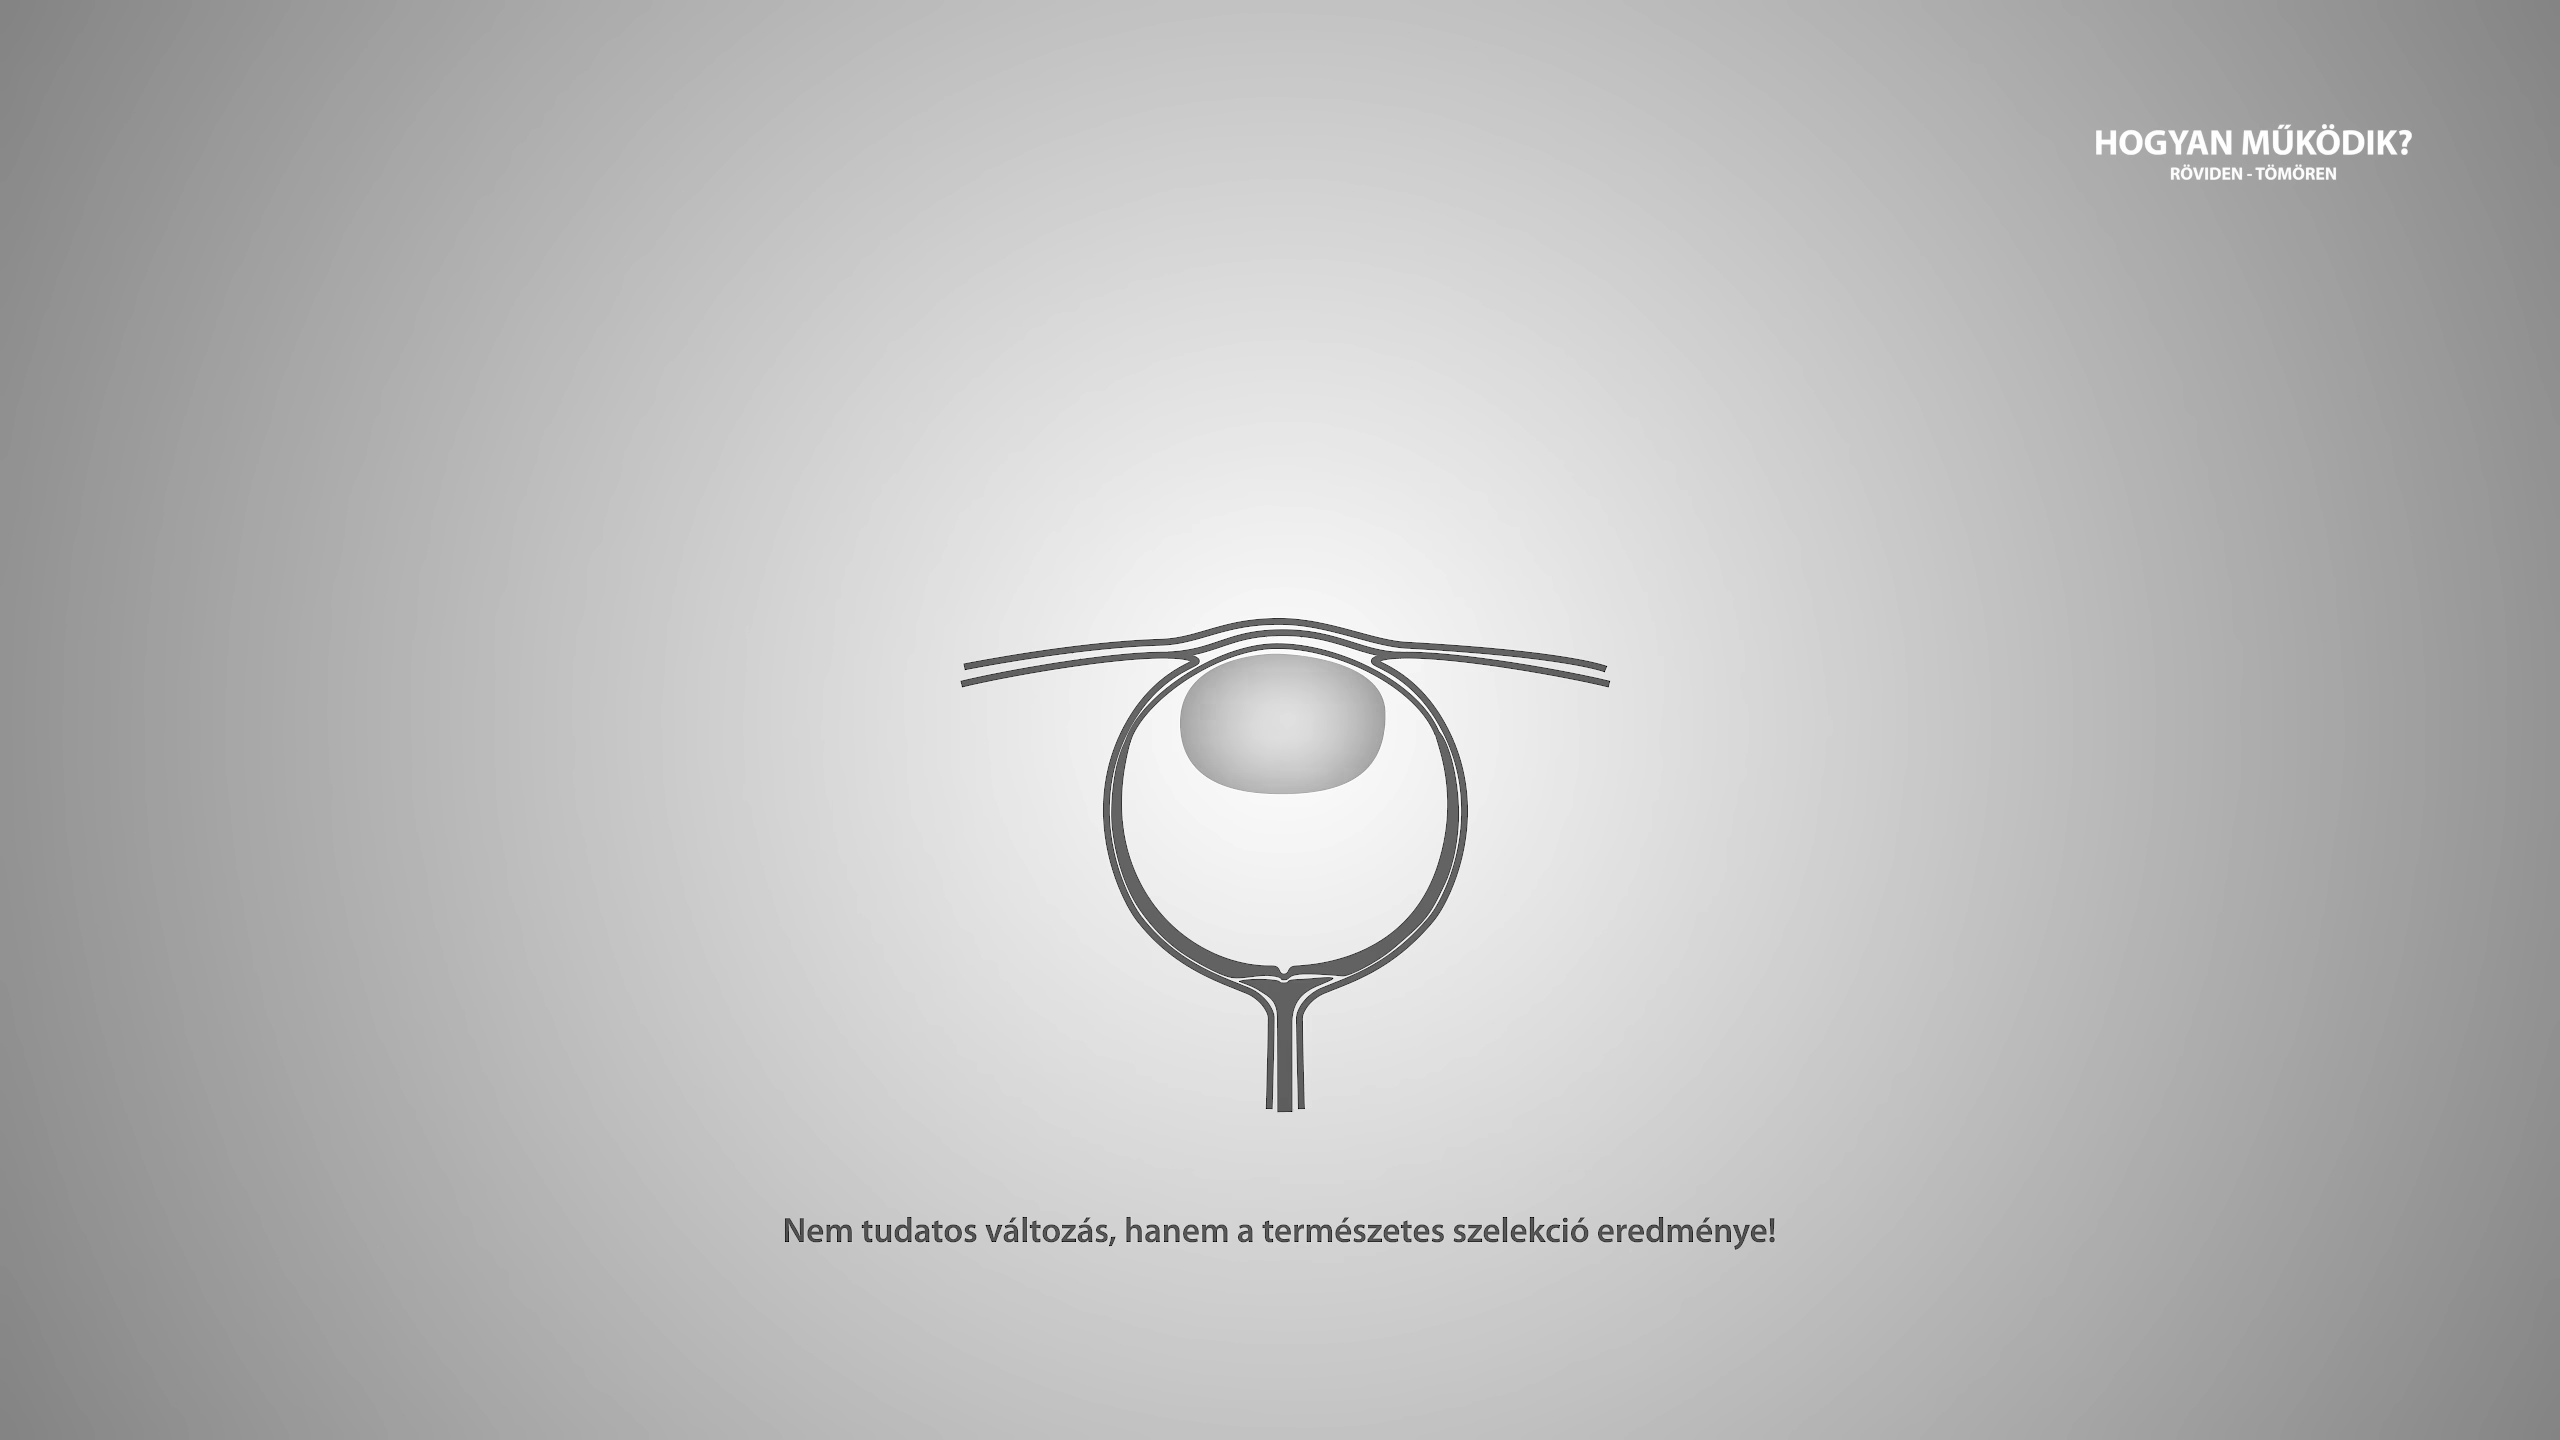 HOGYAN MŰKÖDIK?
RÖVIDEN - TÖMÖREN
Nem tudatos változás, hanem a természetes szelekció eredménye!